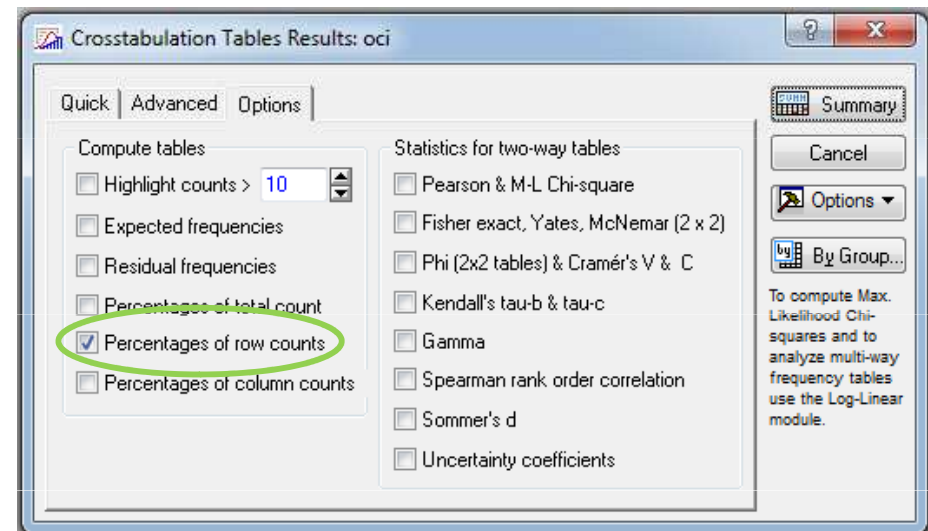 Crosstabulation Tables Results: oci
?
X
Quick
Advanced
Options
Compute tables
Highlight counts > 10
Expected frequencies
Residual frequencies
Percentages of total count
Percentages of row counts
Percentages of column counts
Statistics for two-way tables
Pearson & M-L Chi-square
Fisher exact, Yates, McNemar (2 x 2)
Phi (2x2 tables) & Cramér's V & C
Kendall's tau-b & tau-c
Gamma
Spearman rank order correlation
Sommer's d
Uncertainty coefficients
SUMM
Summary
Cancel
Options
by
By Group...
To compute Max.
Likelihood Chi-
squares and to
analyze multi-way
frequency tables
use the Log-Linear
module.